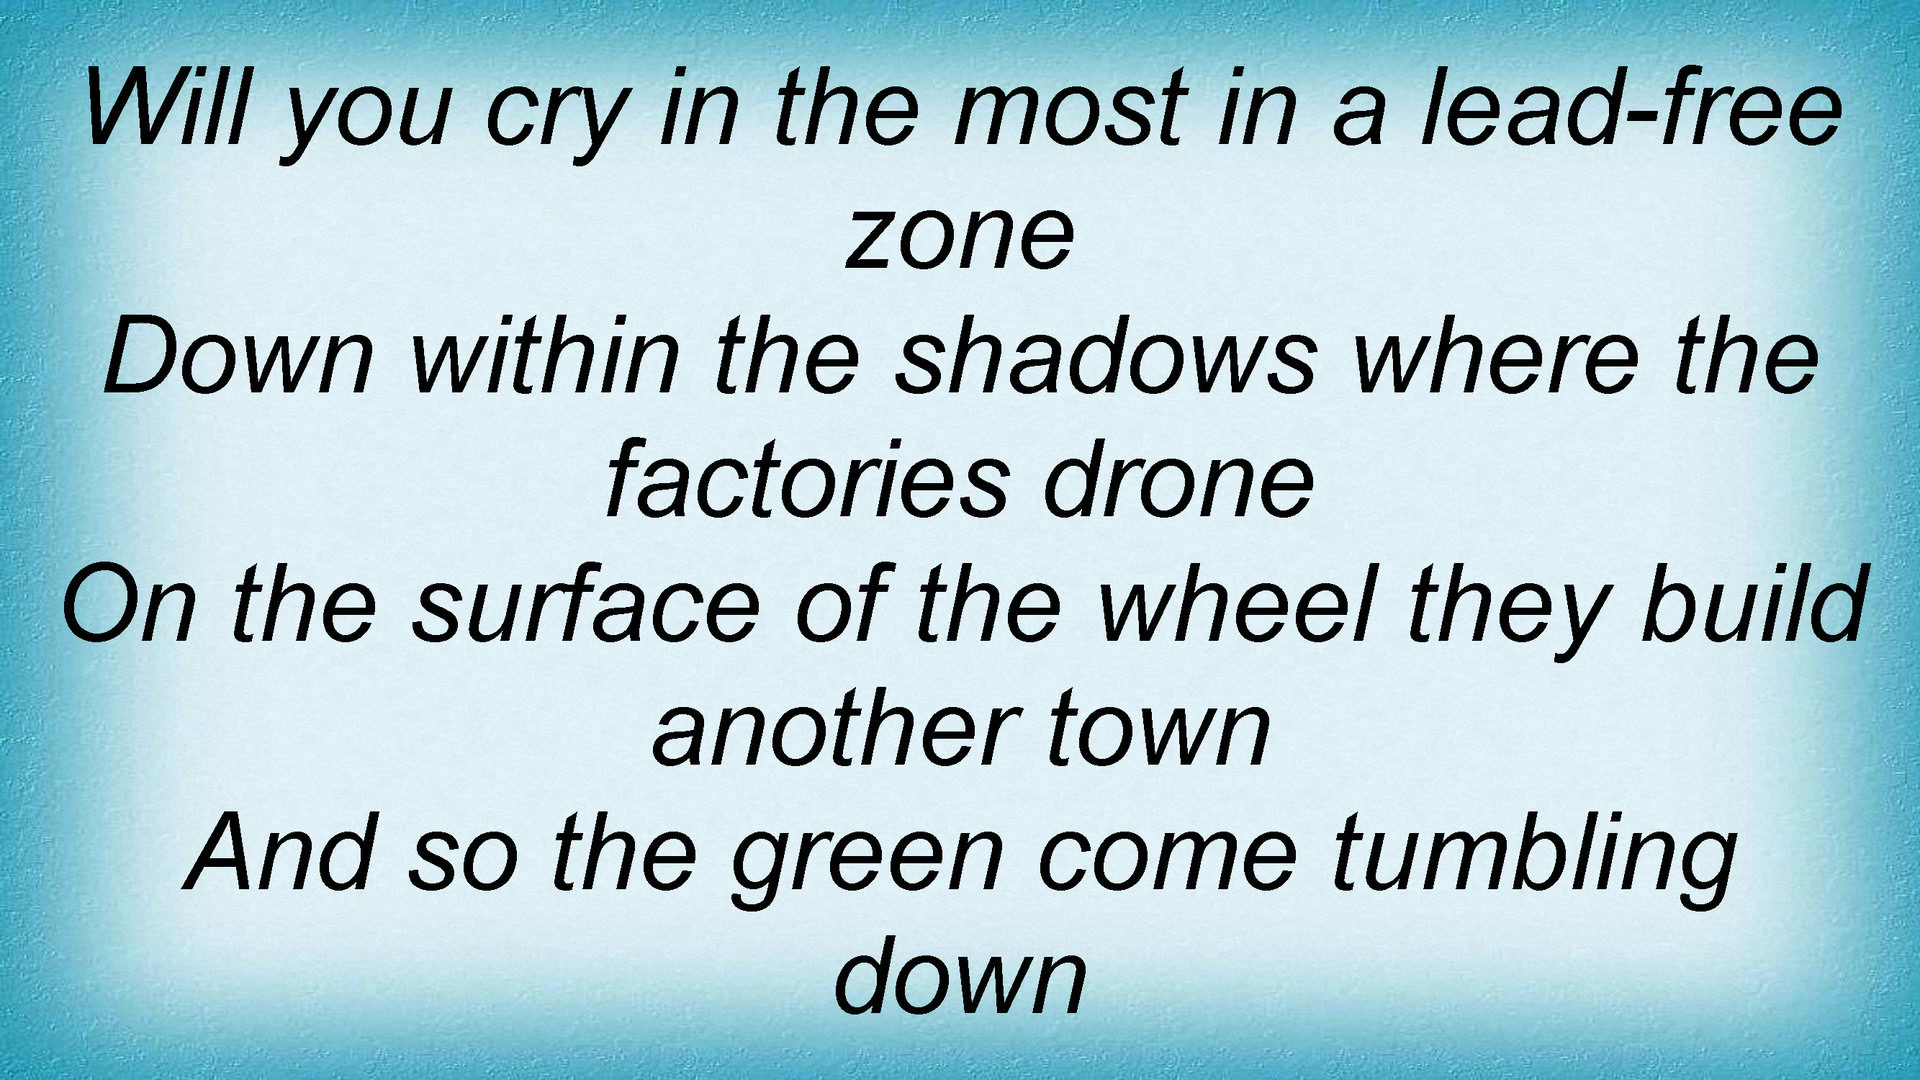 Will you cry in the most in a lead-free
zone
Down within the shadows where the
factories drone
On the surface of the wheel they build
another town
And so the green come tumbling
down